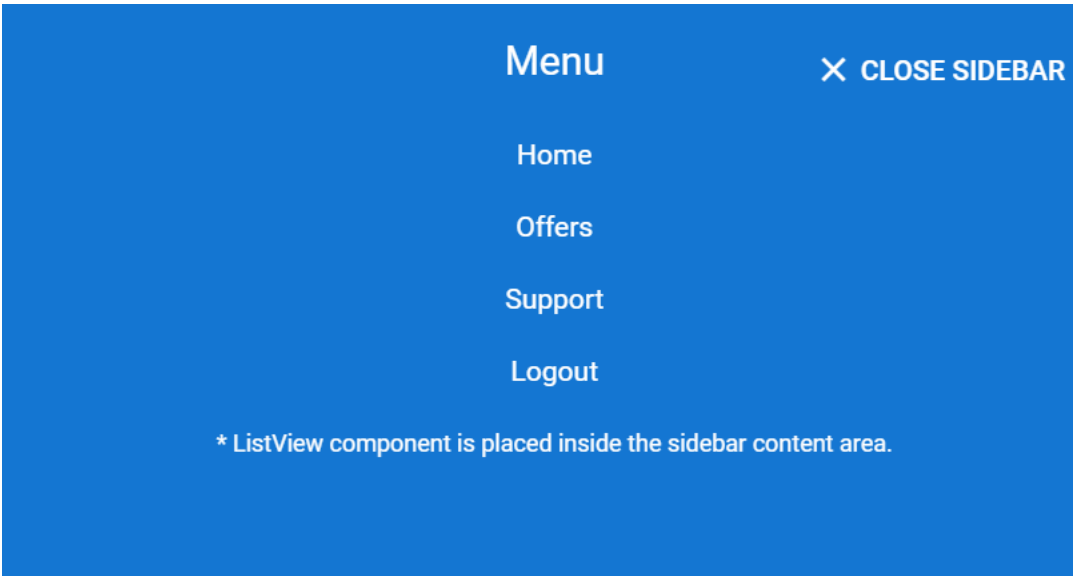 Menu
CLOSE SIDEBAR
Home
Offers
Support
Logout
* ListView component is placed inside the sidebar content area.